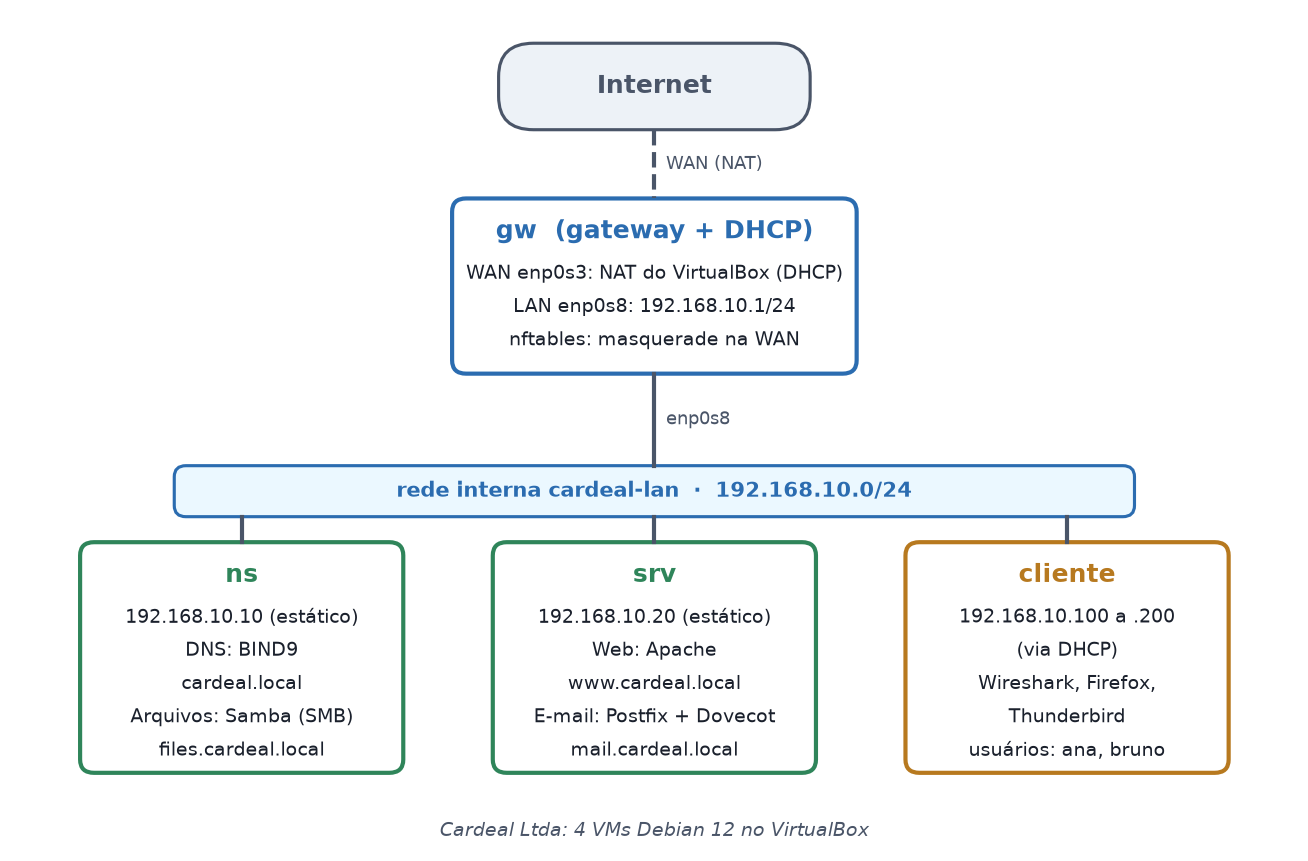 Internet
WAN (NAT)
gw (gateway + DHCP)
WAN enp0s3: NAT do VirtualBox (DHCP)
LAN enp0s8: 192.168.10.1/24
nftables: masquerade na WAN
enp0s8
rede interna cardeal-lan · 192.168.10.0/24
ns
192.168.10.10 (estático)
DNS: BIND9
cardeal.local
Arquivos: Samba (SMB)
files.cardeal.local
srv
192.168.10.20 (estático)
Web: Apache
www.cardeal.local
E-mail: Postfix + Dovecot
mail.cardeal.local
cliente
192.168.10.100 a .200
(via DHCP)
Wireshark, Firefox,
Thunderbird
usuários: ana, bruno
Cardeal Ltda: 4 VMs Debian 12 no VirtualBox